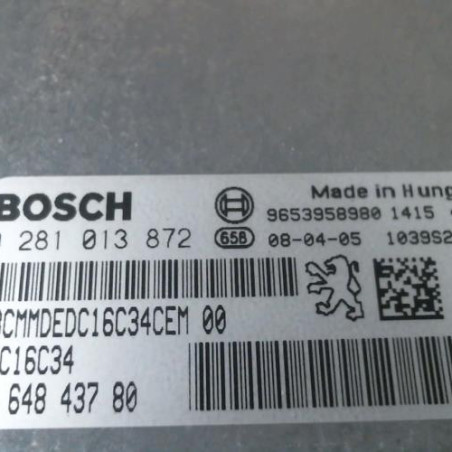 BOSCH Made in Hung
9653958980 1415
281 013 872 658 08-04-05 1039S2
CMMDEDC16C34CEM 00
C16C34
648 437 80